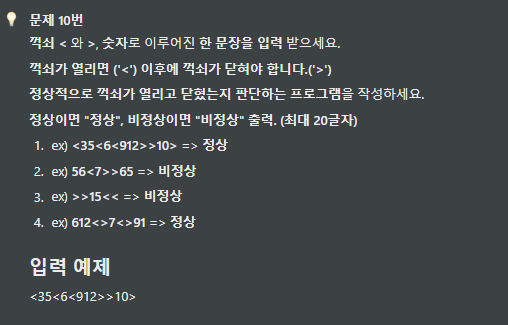 문제 10번
꺽쇠 < 와 >, 숫자로 이루어진 한 문장을 입력 받으세요.
꺽쇠가 열리면 ('<') 이후에 꺽쇠가 닫혀야 합니다.('>')
정상적으로 꺽쇠가 열리고 닫혔는지 판단하는 프로그램을 작성하세요.
정상이면 "정상", 비정상이면 "비정상" 출력. (최대 20글자)
1. ex) <35<6<912>>10> => 정상
2. ex) 56<7>>65 => 비정상
3. ex) >>15<< => 비정상
4. ex) 612<>7<>91 => 정상
입력 예제
<35<6<912>>10>